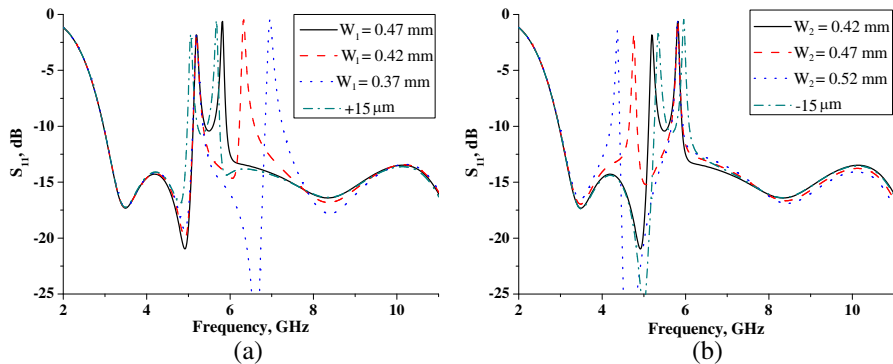 0
-5
-10
-15
-20
-25
S₁₁, dB
2
4
6
8
10
Frequency, GHz
W₁ = 0.47 mm
W₁ = 0.42 mm
W₁ = 0.37 mm
+15 μm
(a)
0
-5
-10
-15
-20
-25
S₁₁, dB
2
4
6
8
10
Frequency, GHz
W₂ = 0.42 mm
W₂ = 0.47 mm
W₂ = 0.52 mm
-15 μm
(b)